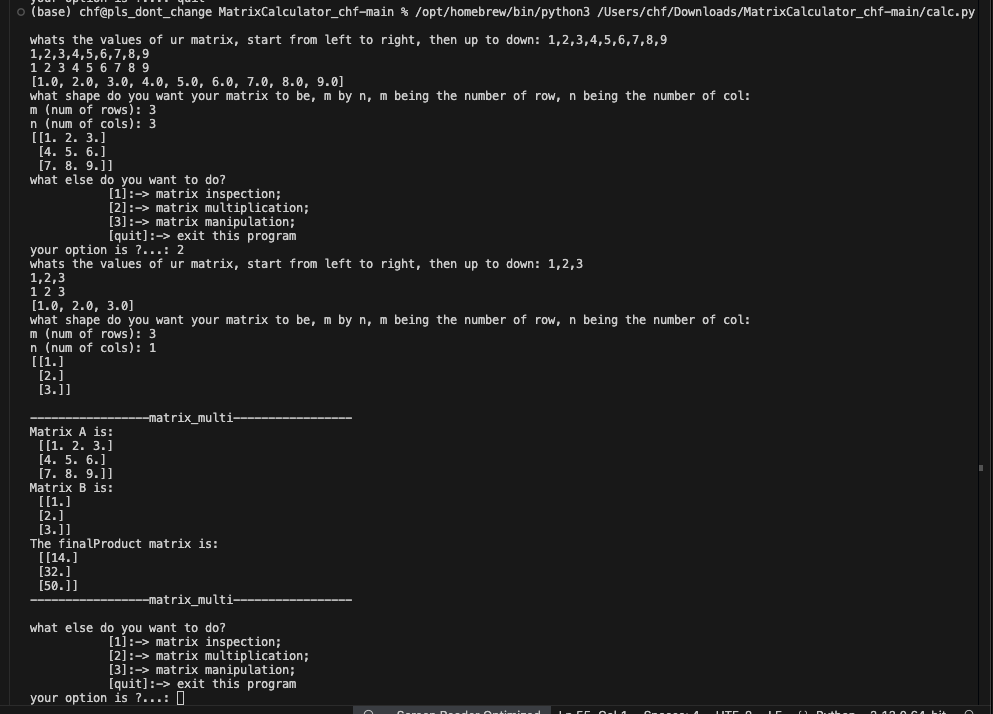 (base) chf@pls_dont_change MatrixCalculator_chf-main % /opt/homebrew/bin/python3 /Users/chf/Downloads/MatrixCalculator_chf-main/calc.py
whats the values of ur matrix, start from left to right, then up to down: 1,2,3,4,5,6,7,8,9
1,2,3,4,5,6,7,8,9
1 2 3 4 5 6 7 8 9
[1.0, 2.0, 3.0, 4.0, 5.0, 6.0, 7.0, 8.0, 9.0]
what shape do you want your matrix to be, m by n, m being the number of row, n being the number of col:
m (num of rows): 3
n (num of cols): 3
[[1. 2. 3.]
[4. 5. 6.]
[7. 8. 9.]]
what else do you want to do?
[1]:-> matrix inspection;
[2]:-> matrix multiplication;
[3]:-> matrix manipulation;
[quit]:-> exit this program
your option is ?...: 2
whats the values of ur matrix, start from left to right, then up to down: 1,2,3
1,2,3
1 2 3
[1.0, 2.0, 3.0]
what shape do you want your matrix to be, m by n, m being the number of row, n being the number of col:
m (num of rows): 3
n (num of cols): 1
[[1.]
[2.]
[3.]]
-----------------matrix_multi-----------------
Matrix A is:
[[1. 2. 3.]
[4. 5. 6.]
[7. 8. 9.]]
Matrix B is:
[[1.]
[2.]
[3.]]
The finalProduct matrix is:
[[14.]
[32.]
[50.]]
-----------------matrix_multi-----------------
what else do you want to do?
[1]:-> matrix inspection;
[2]:-> matrix multiplication;
[3]:-> matrix manipulation;
[quit]:-> exit this program
your option is ?...: